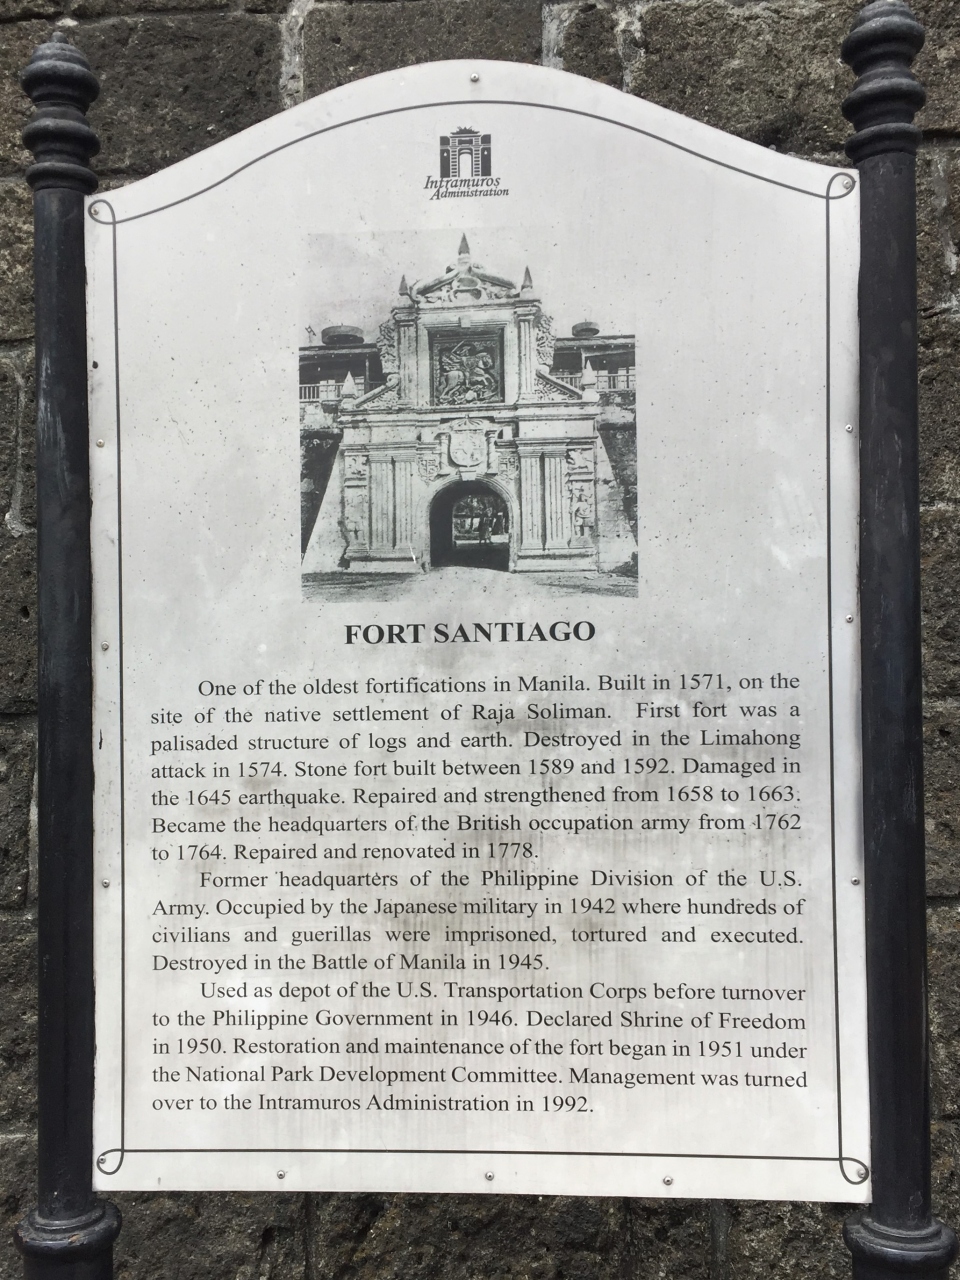 Intramuros
Administration
FORT SANTIAGO
One of the oldest fortifications in Manila. Built in 1571, on the
site of the native settlement of Raja Soliman. First fort was a
palisaded structure of logs and earth. Destroyed in the Limahong
attack in 1574. Stone fort built between 1589 and 1592. Damaged in
the 1645 earthquake. Repaired and strengthened from 1658 to 1663.
Became the headquarters of the British occupation army from 1762
to 1764. Repaired and renovated in 1778.
Former headquarters of the Philippine Division of the U.S.
Army. Occupied by the Japanese military in 1942 where hundreds of
civilians and guerillas were imprisoned, tortured and executed.
Destroyed in the Battle of Manila in 1945.
Used as depot of the U.S. Transportation Corps before turnover
to the Philippine Government in 1946. Declared Shrine of Freedom
in 1950. Restoration and maintenance of the fort began in 1951 under
the National Park Development Committee. Management was turned
over to the Intramuros Administration in 1992.